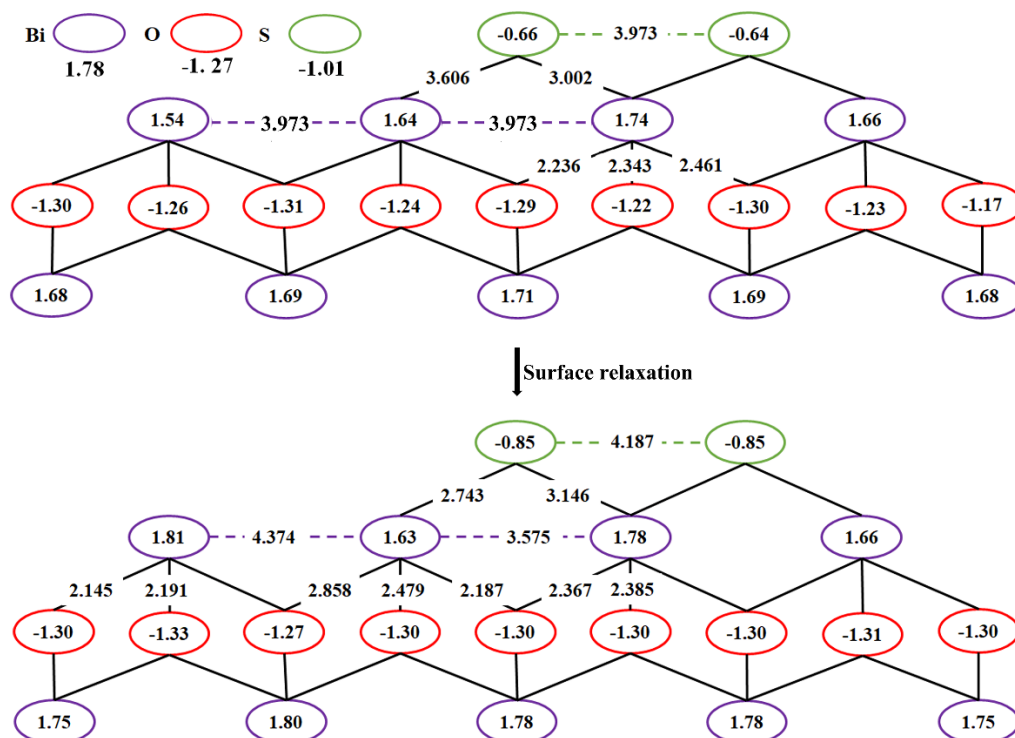 Bi O S -0.66 3.973 -0.64
1.78 -1. 27 -1.01
3.606 3.002
1.54 3.973 1.64 3.973 1.74 1.66
2.236 2.343 2.461
-1.30 -1.26 -1.31 -1.24 -1.29 -1.22 -1.30 -1.23 -1.17
1.68 1.69 1.71 1.69 1.68
Surface relaxation
-0.85 4.187 -0.85
2.743 3.146
1.81 4.374 1.63 3.575 1.78 1.66
2.145 2.191 2.858 2.479 2.187 2.367 2.385
-1.30 -1.33 -1.27 -1.30 -1.30 -1.30 -1.30 -1.31 -1.30
1.75 1.80 1.78 1.78 1.75